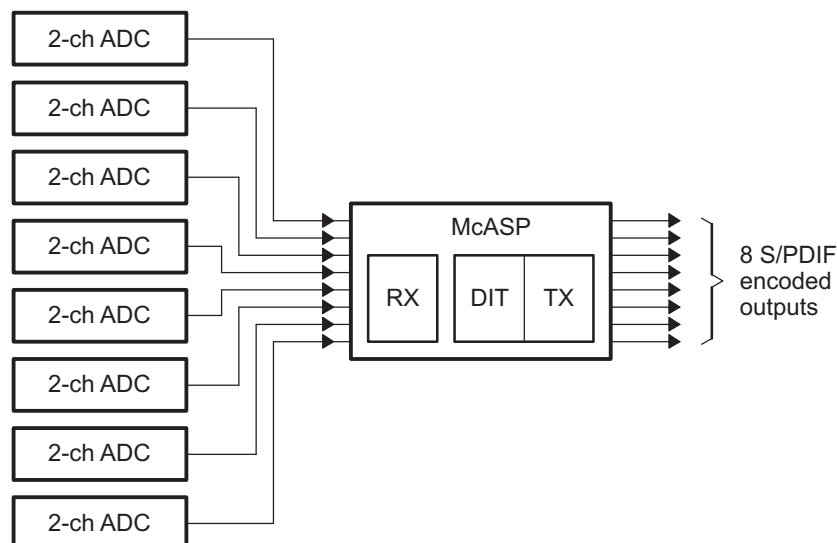 2-ch ADC
2-ch ADC
2-ch ADC
2-ch ADC
2-ch ADC
2-ch ADC
2-ch ADC
2-ch ADC
McASP
RX
DIT
TX
8 S/PDIF
encoded
outputs